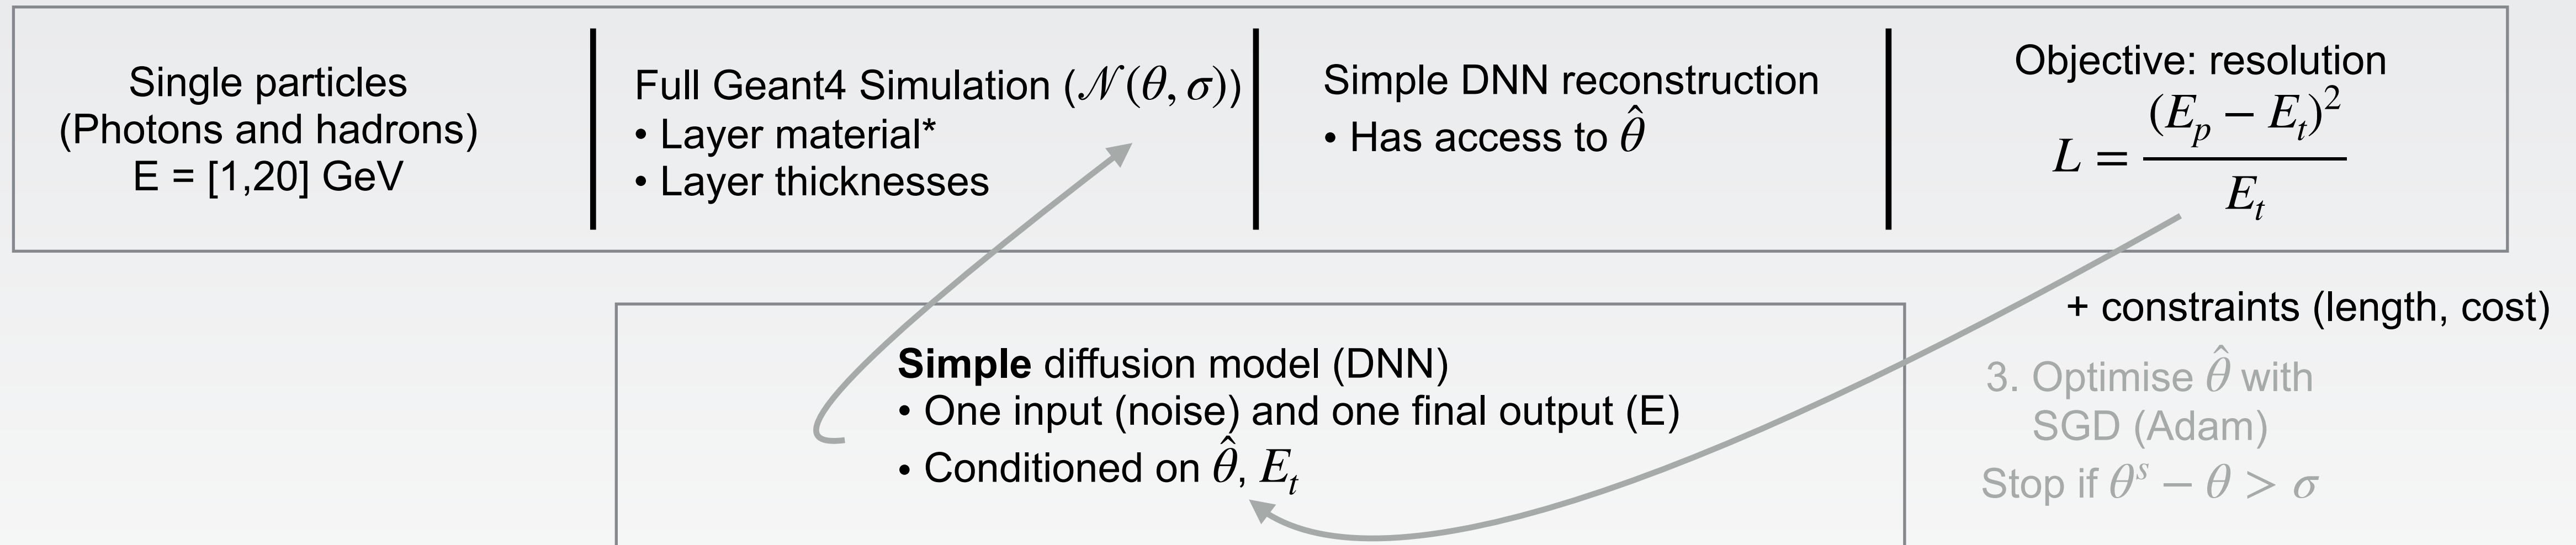 Single particles
(Photons and hadrons)
E = [1,20] GeV
Full Geant4 Simulation (𝒩(θ, σ))
• Layer material*
• Layer thicknesses
Simple DNN reconstruction
• Has access to θ̂
Objective: resolution
L = (E_p − E_t)² / E_t
+ constraints (length, cost)
Simple diffusion model (DNN)
• One input (noise) and one final output (E)
• Conditioned on θ̂, E_t
3. Optimise θ̂ with
SGD (Adam)
Stop if θˢ − θ > σ